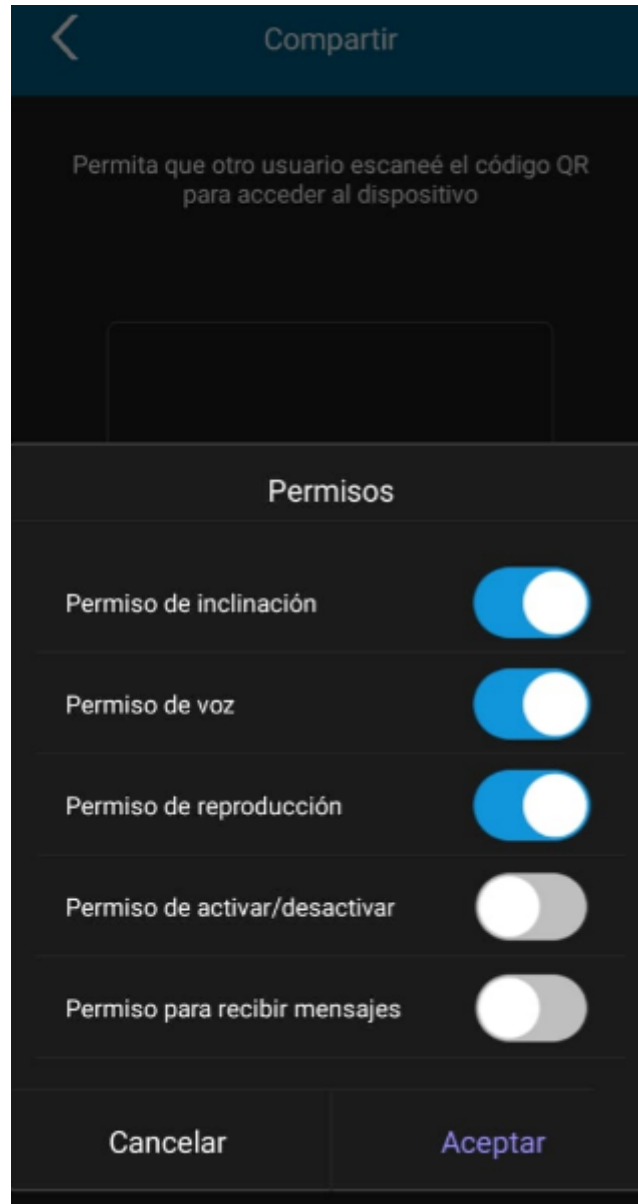 Compartir
Permita que otro usuario escaneé el código QR
para acceder al dispositivo
Permisos
Permiso de inclinación
Permiso de voz
Permiso de reproducción
Permiso de activar/desactivar
Permiso para recibir mensajes
Cancelar
Aceptar